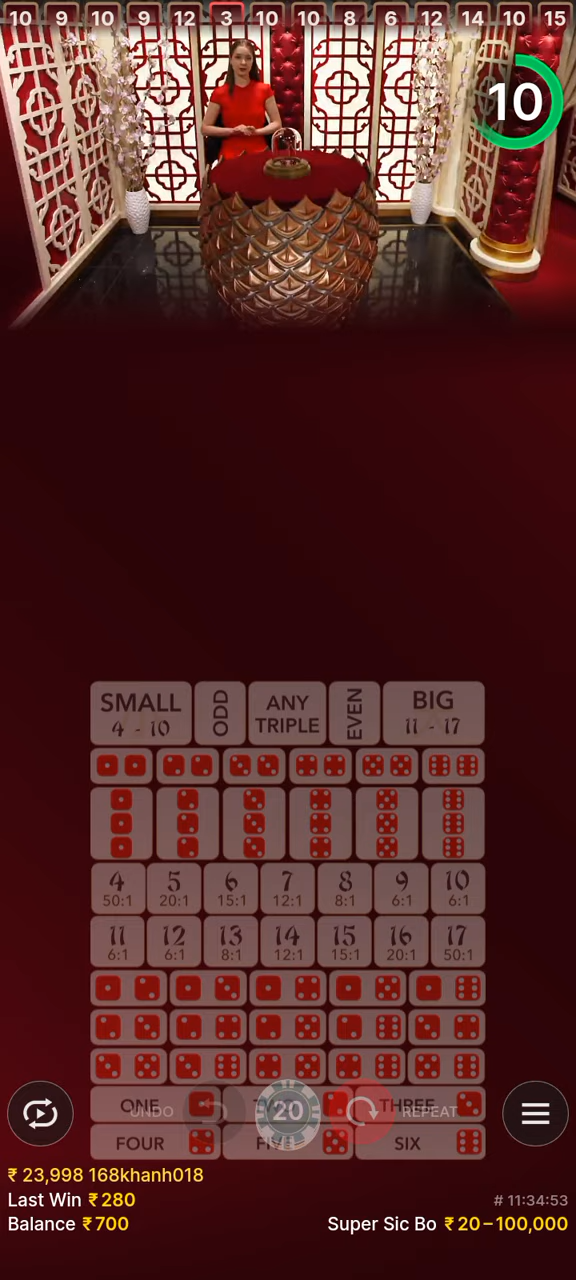 10 9 10 9 12 3 10 10 8 6 12 14 10 15
10
SMALL 4 - 10 ODD ANY TRIPLE EVEN BIG 11 - 17
4 5 6 7 8 9 10
50:1 20:1 15:1 12:1 8:1 6:1 6:1
11 12 13 14 15 16 17
6:1 6:1 8:1 12:1 15:1 20:1 50:1
ONE TWO THREE
UNDO 20 REPEAT
FOUR FIVE SIX
₹ 23,998 168khanh018
Last Win ₹ 280 # 11:34:53
Balance ₹ 700 Super Sic Bo ₹ 20 – 100,000